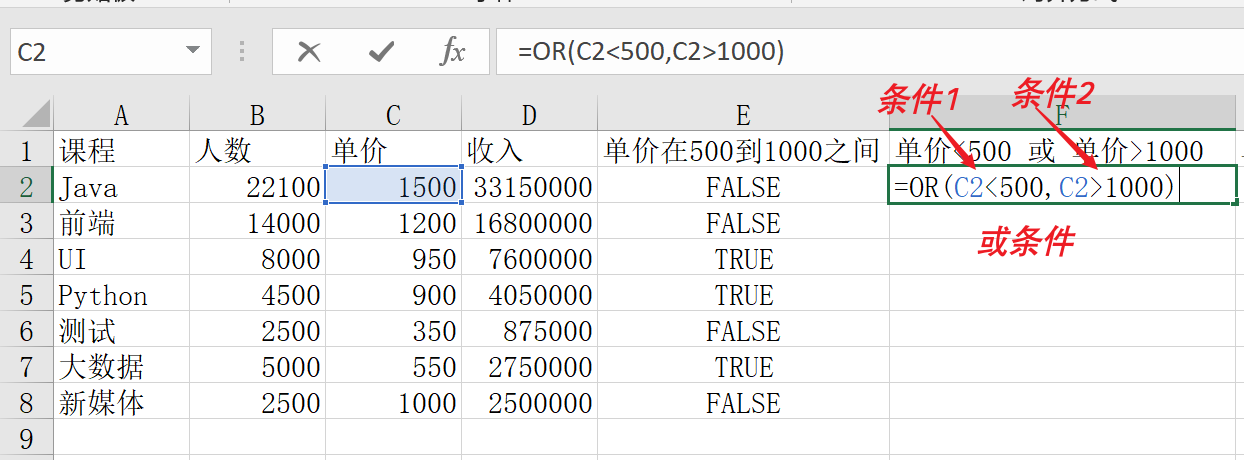 C2 fx =OR(C2<500,C2>1000)
条件1 条件2
A B C D E F
1 课程 人数 单价 收入 单价在500到1000之间 单价<500 或 单价>1000
2 Java 22100 1500 33150000 FALSE =OR(C2<500,C2>1000)
3 前端 14000 1200 16800000 FALSE
或条件
4 UI 8000 950 7600000 TRUE
5 Python 4500 900 4050000 TRUE
6 测试 2500 350 875000 FALSE
7 大数据 5000 550 2750000 TRUE
8 新媒体 2500 1000 2500000 FALSE
9